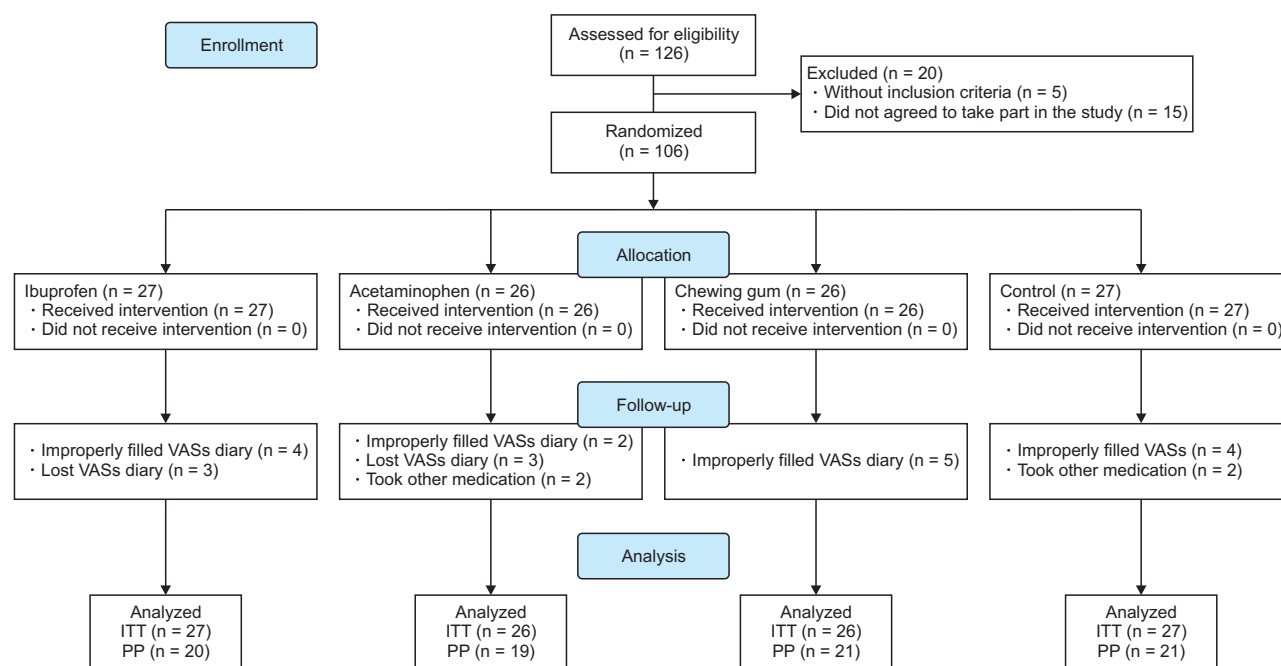 Enrollment
Assessed for eligibility
(n = 126)
Excluded (n = 20)
· Without inclusion criteria (n = 5)
· Did not agreed to take part in the study (n = 15)
Randomized
(n = 106)
Allocation
Ibuprofen (n = 27)
· Received intervention (n = 27)
· Did not receive intervention (n = 0)
Acetaminophen (n = 26)
· Received intervention (n = 26)
· Did not receive intervention (n = 0)
Chewing gum (n = 26)
· Received intervention (n = 26)
· Did not receive intervention (n = 0)
Control (n = 27)
· Received intervention (n = 27)
· Did not receive intervention (n = 0)
Follow-up
· Improperly filled VASs diary (n = 4)
· Lost VASs diary (n = 3)
· Improperly filled VASs diary (n = 2)
· Lost VASs diary (n = 3)
· Took other medication (n = 2)
· Improperly filled VASs diary (n = 5)
· Improperly filled VASs (n = 4)
· Took other medication (n = 2)
Analysis
Analyzed
ITT (n = 27)
PP (n = 20)
Analyzed
ITT (n = 26)
PP (n = 19)
Analyzed
ITT (n = 26)
PP (n = 21)
Analyzed
ITT (n = 27)
PP (n = 21)